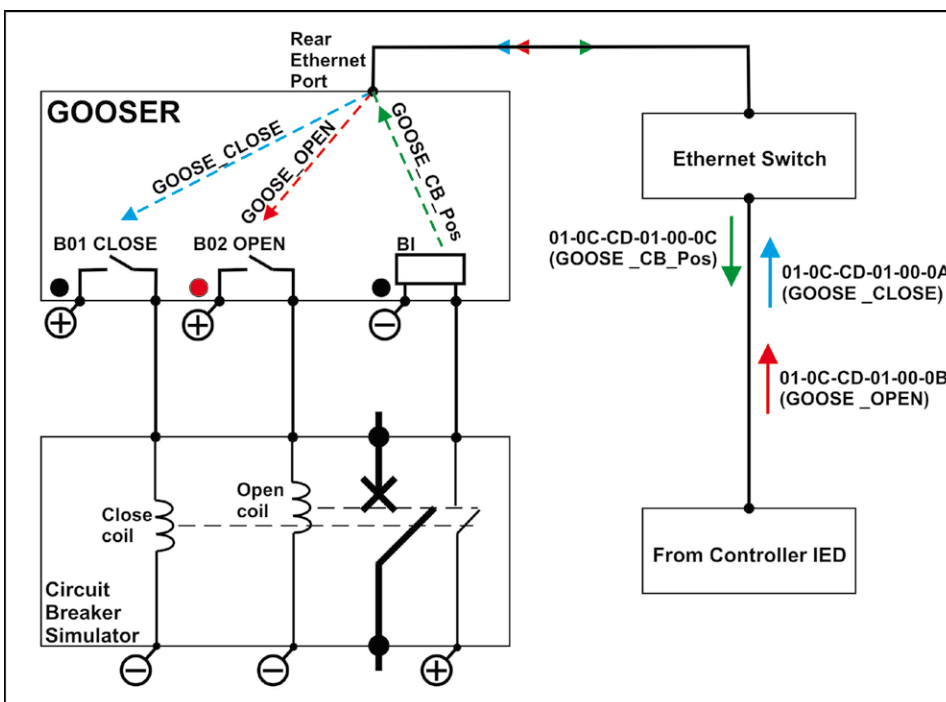 Rear
Ethernet
Port
GOOSER
GOOSE_CLOSE
GOOSE_OPEN
GOOSE_CB_Pos
B01 CLOSE
B02 OPEN
BI
+
+
−
Ethernet Switch
01-0C-CD-01-00-0C
(GOOSE _CB_Pos)
01-0C-CD-01-00-0A
(GOOSE _CLOSE)
01-0C-CD-01-00-0B
(GOOSE _OPEN)
From Controller IED
Close
coil
Open
coil
Circuit
Breaker
Simulator
−
−
+